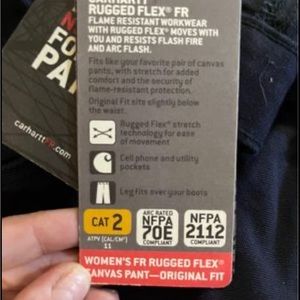 CARHARTT
RUGGED FLEX® FR
FLAME RESISTANT WORKWEAR
WITH RUGGED FLEX® MOVES WITH
YOU AND RESISTS FLASH FIRE
AND ARC FLASH.
Fits like your favorite pair of canvas
pants, with stretch for added
comfort and the security of
flame-resistant protection.
Original Fit sits slightly below
the waist.
Rugged Flex® stretch
technology for ease
of movement
Cell phone and utility
pockets
Leg fits over your boots
CAT 2
ATPV (CAL/CM²)
11
ARC RATED
NFPA
70E
COMPLIANT
NFPA
2112
COMPLIANT
WOMEN'S FR RUGGED FLEX®
CANVAS PANT—ORIGINAL FIT
carharttFR.com